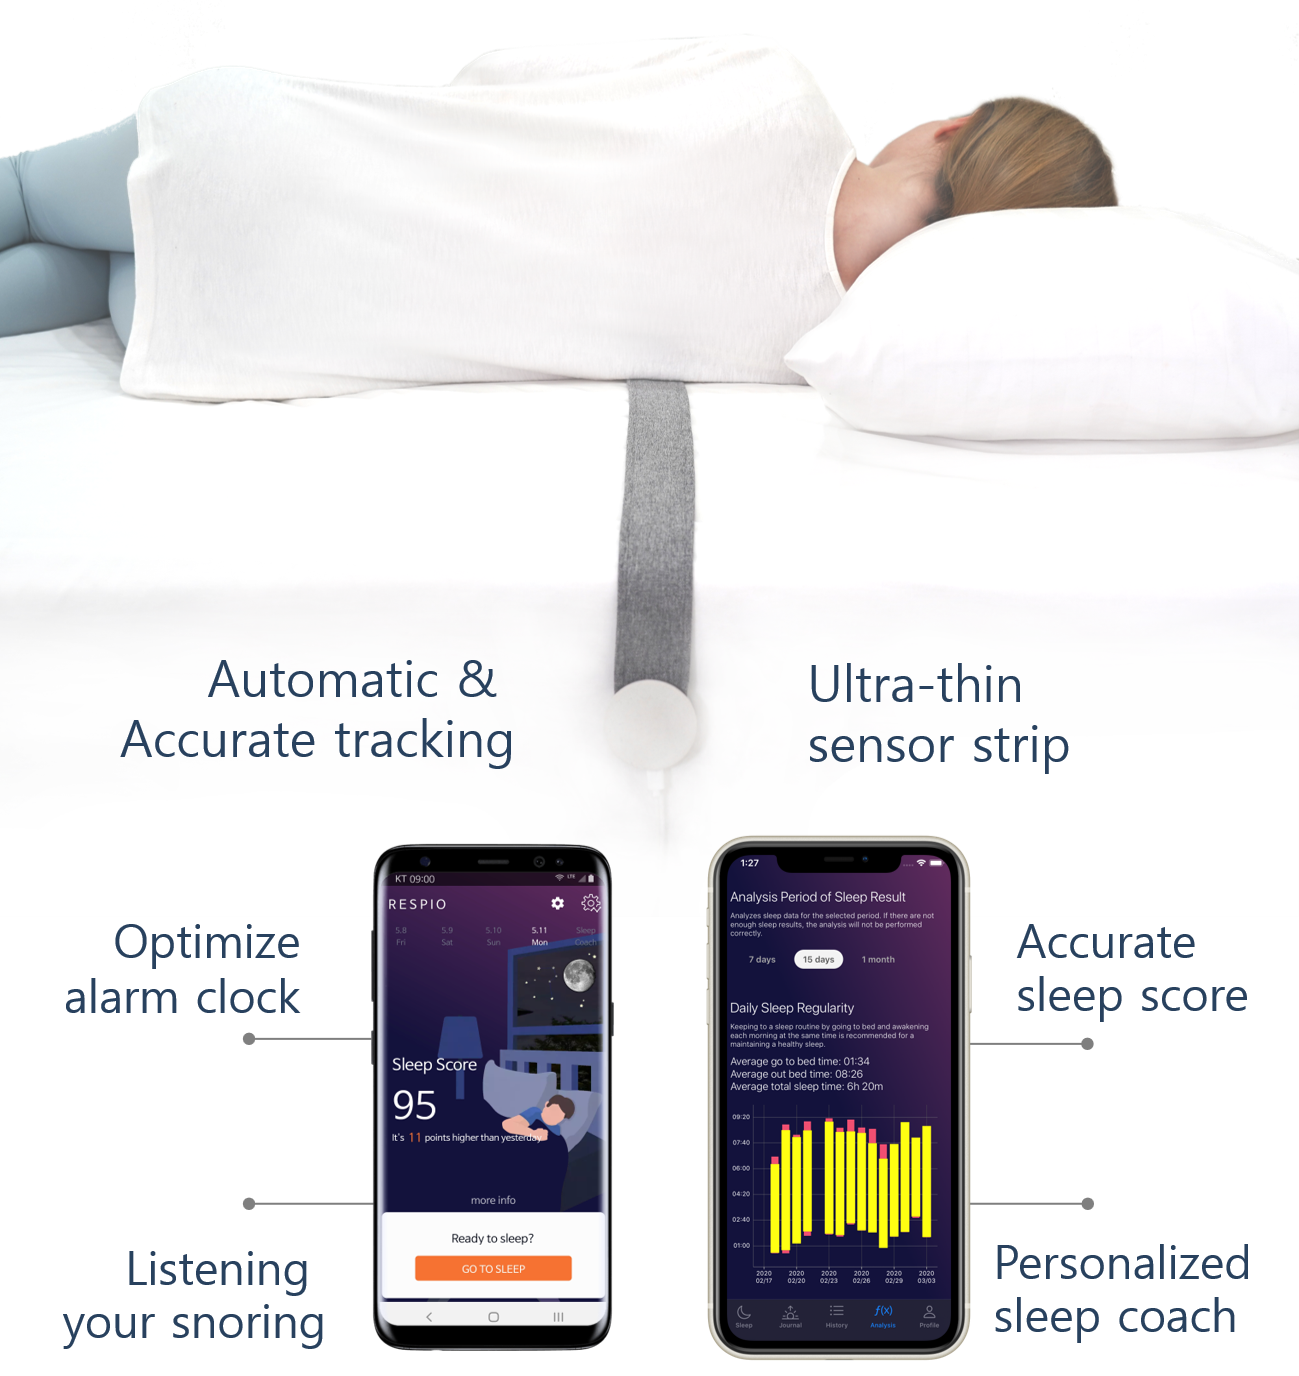 Automatic &
Accurate tracking
Ultra-thin
sensor strip
Optimize
alarm clock
Listening
your snoring
KT 09:00
LTE
RESPIO
5.8 5.9 5.10 5.11 Sleep
Fri Sat Sun Mon Coach
Sleep Score
95
It's 11 points higher than yesterday
more info
Ready to sleep?
GO TO SLEEP
1:27
Analysis Period of Sleep Result
Analyzes sleep data for the selected period. If there are not
enough sleep results, the analysis will not be performed
correctly.
7 days 15 days 1 month
Daily Sleep Regularity
Keeping to a sleep routine by going to bed and awakening
each morning at the same time is recommended for a
maintaining a healthy sleep.
Average go to bed time: 01:34
Average out bed time: 08:26
Average total sleep time: 6h 20m
09:20
07:40
06:00
04:20
02:40
01:00
2020 2020 2020 2020 2020 2020
02/17 02/20 02/23 02/26 02/29 03/03
f(x)
Sleep Journal History Analysis Profile
Accurate
sleep score
Personalized
sleep coach